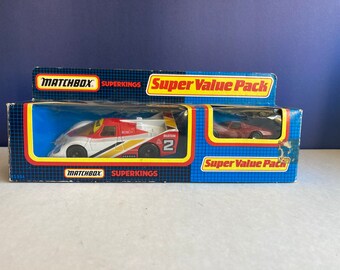 MATCHBOX SUPERKINGS Super Value Pack
2
Super Value Pack
MATCHBOX SUPERKINGS